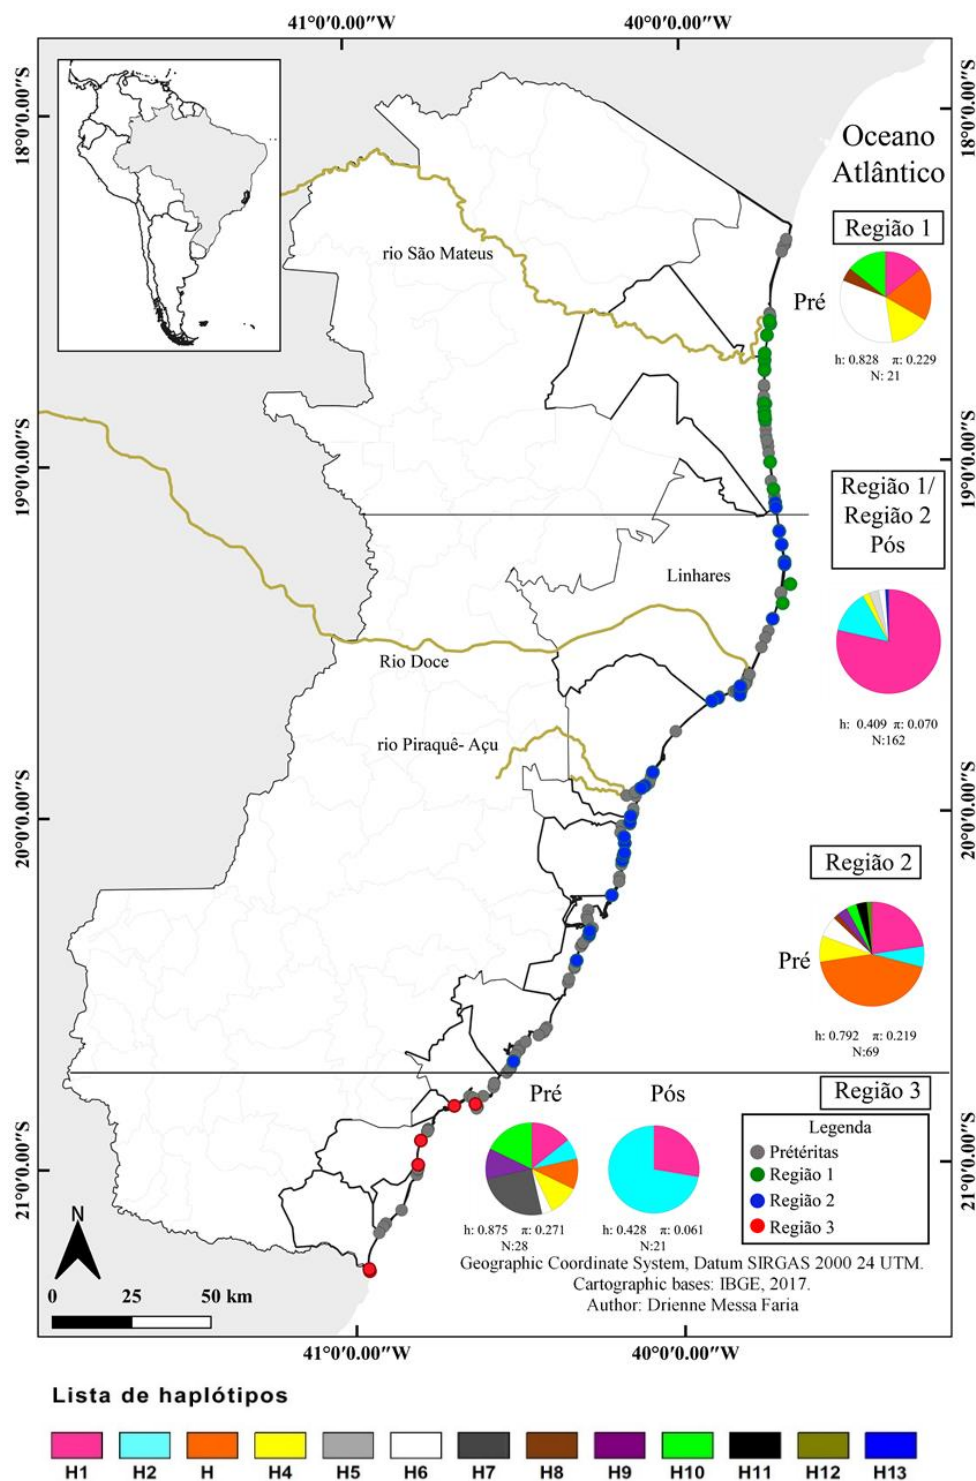 41°0'0.00"W
40°0'0.00"W
18°0'0.00"S
18°0'0.00"S
Oceano
Atlântico
Região 1
rio São Mateus
Pré
h: 0.828 π: 0.229
N: 21
19°0'0.00"S
19°0'0.00"S
Região 1/
Região 2
Pós
Linhares
Rio Doce
h: 0.409 π: 0.070
N:162
rio Piraquê- Açu
20°0'0.00"S
20°0'0.00"S
Região 2
Pré
h: 0.792 π: 0.219
N:69
Região 3
Pré
Pós
Legenda
Prétéritas
Região 1
Região 2
Região 3
21°0'0.00"S
21°0'0.00"S
h: 0.875 π: 0.271
N:28
h: 0.428 π: 0.061
N:21
N
Geographic Coordinate System, Datum SIRGAS 2000 24 UTM.
Cartographic bases: IBGE, 2017.
Author: Drienne Messa Faria
0 25 50 km
41°0'0.00"W
40°0'0.00"W
Lista de haplótipos
H1 H2 H H4 H5 H6 H7 H8 H9 H10 H11 H12 H13